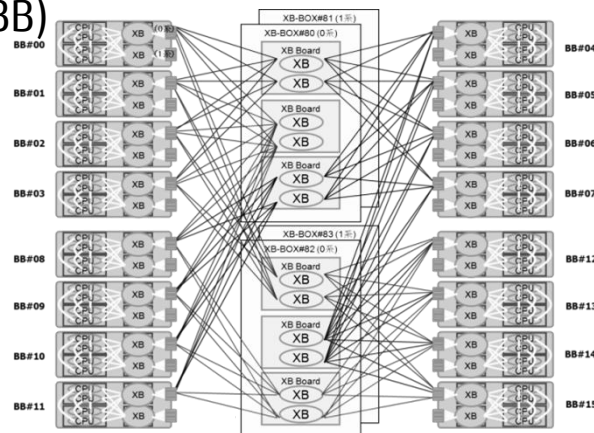 BB)
XB-BOX#81 (1系)
XB-BOX#80 (0系)
BB#00
CPU
XB
(0系)
XB
(1系)
BB#01
CPU
XB
XB
BB#02
CPU
XB
XB
BB#03
CPU
XB
XB
BB#08
CPU
XB
XB
BB#09
CPU
XB
XB
BB#10
CPU
XB
XB
BB#11
CPU
XB
XB
XB Board
XB
XB
XB Board
XB
XB
XB Board
XB
XB
XB-BOX#83 (1系)
XB-BOX#82 (0系)
XB Board
XB
XB
XB Board
XB
XB
XB Board
XB
XB
XB
XB
BB#04
XB
XB
BB#05
XB
XB
BB#06
XB
XB
BB#07
XB
XB
BB#12
XB
XB
BB#13
XB
XB
BB#14
XB
XB
BB#15